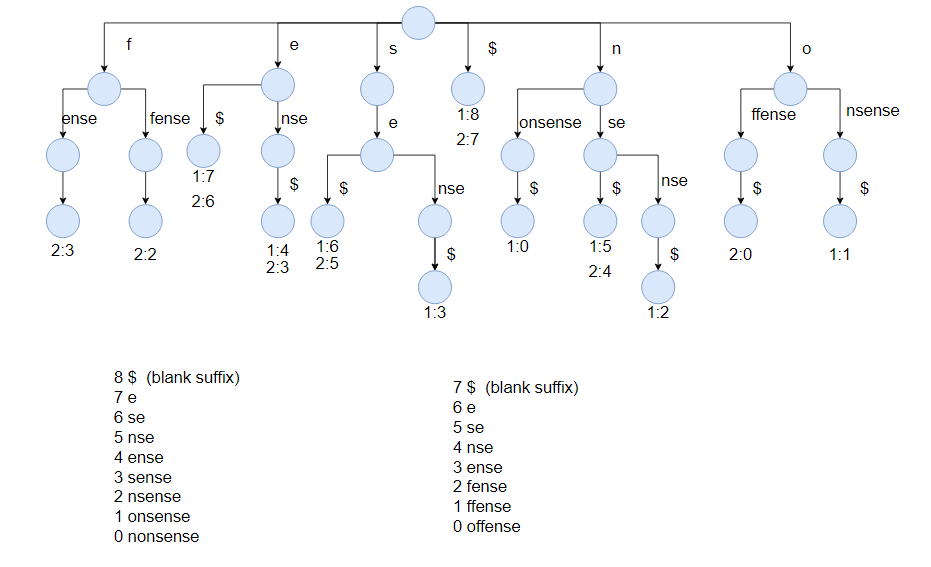 f
e
s
$
n
o
ense
fense
$
nse
e
1:8
2:7
onsense
se
ffense
nsense
1:7
2:6
$
$
nse
$
$
nse
$
$
2:3
2:2
1:4
2:3
1:6
2:5
$
1:0
1:5
2:4
$
2:0
1:1
1:3
1:2
8 $ (blank suffix)
7 e
6 se
5 nse
4 ense
3 sense
2 nsense
1 onsense
0 nonsense
7 $ (blank suffix)
6 e
5 se
4 nse
3 ense
2 fense
1 ffense
0 offense